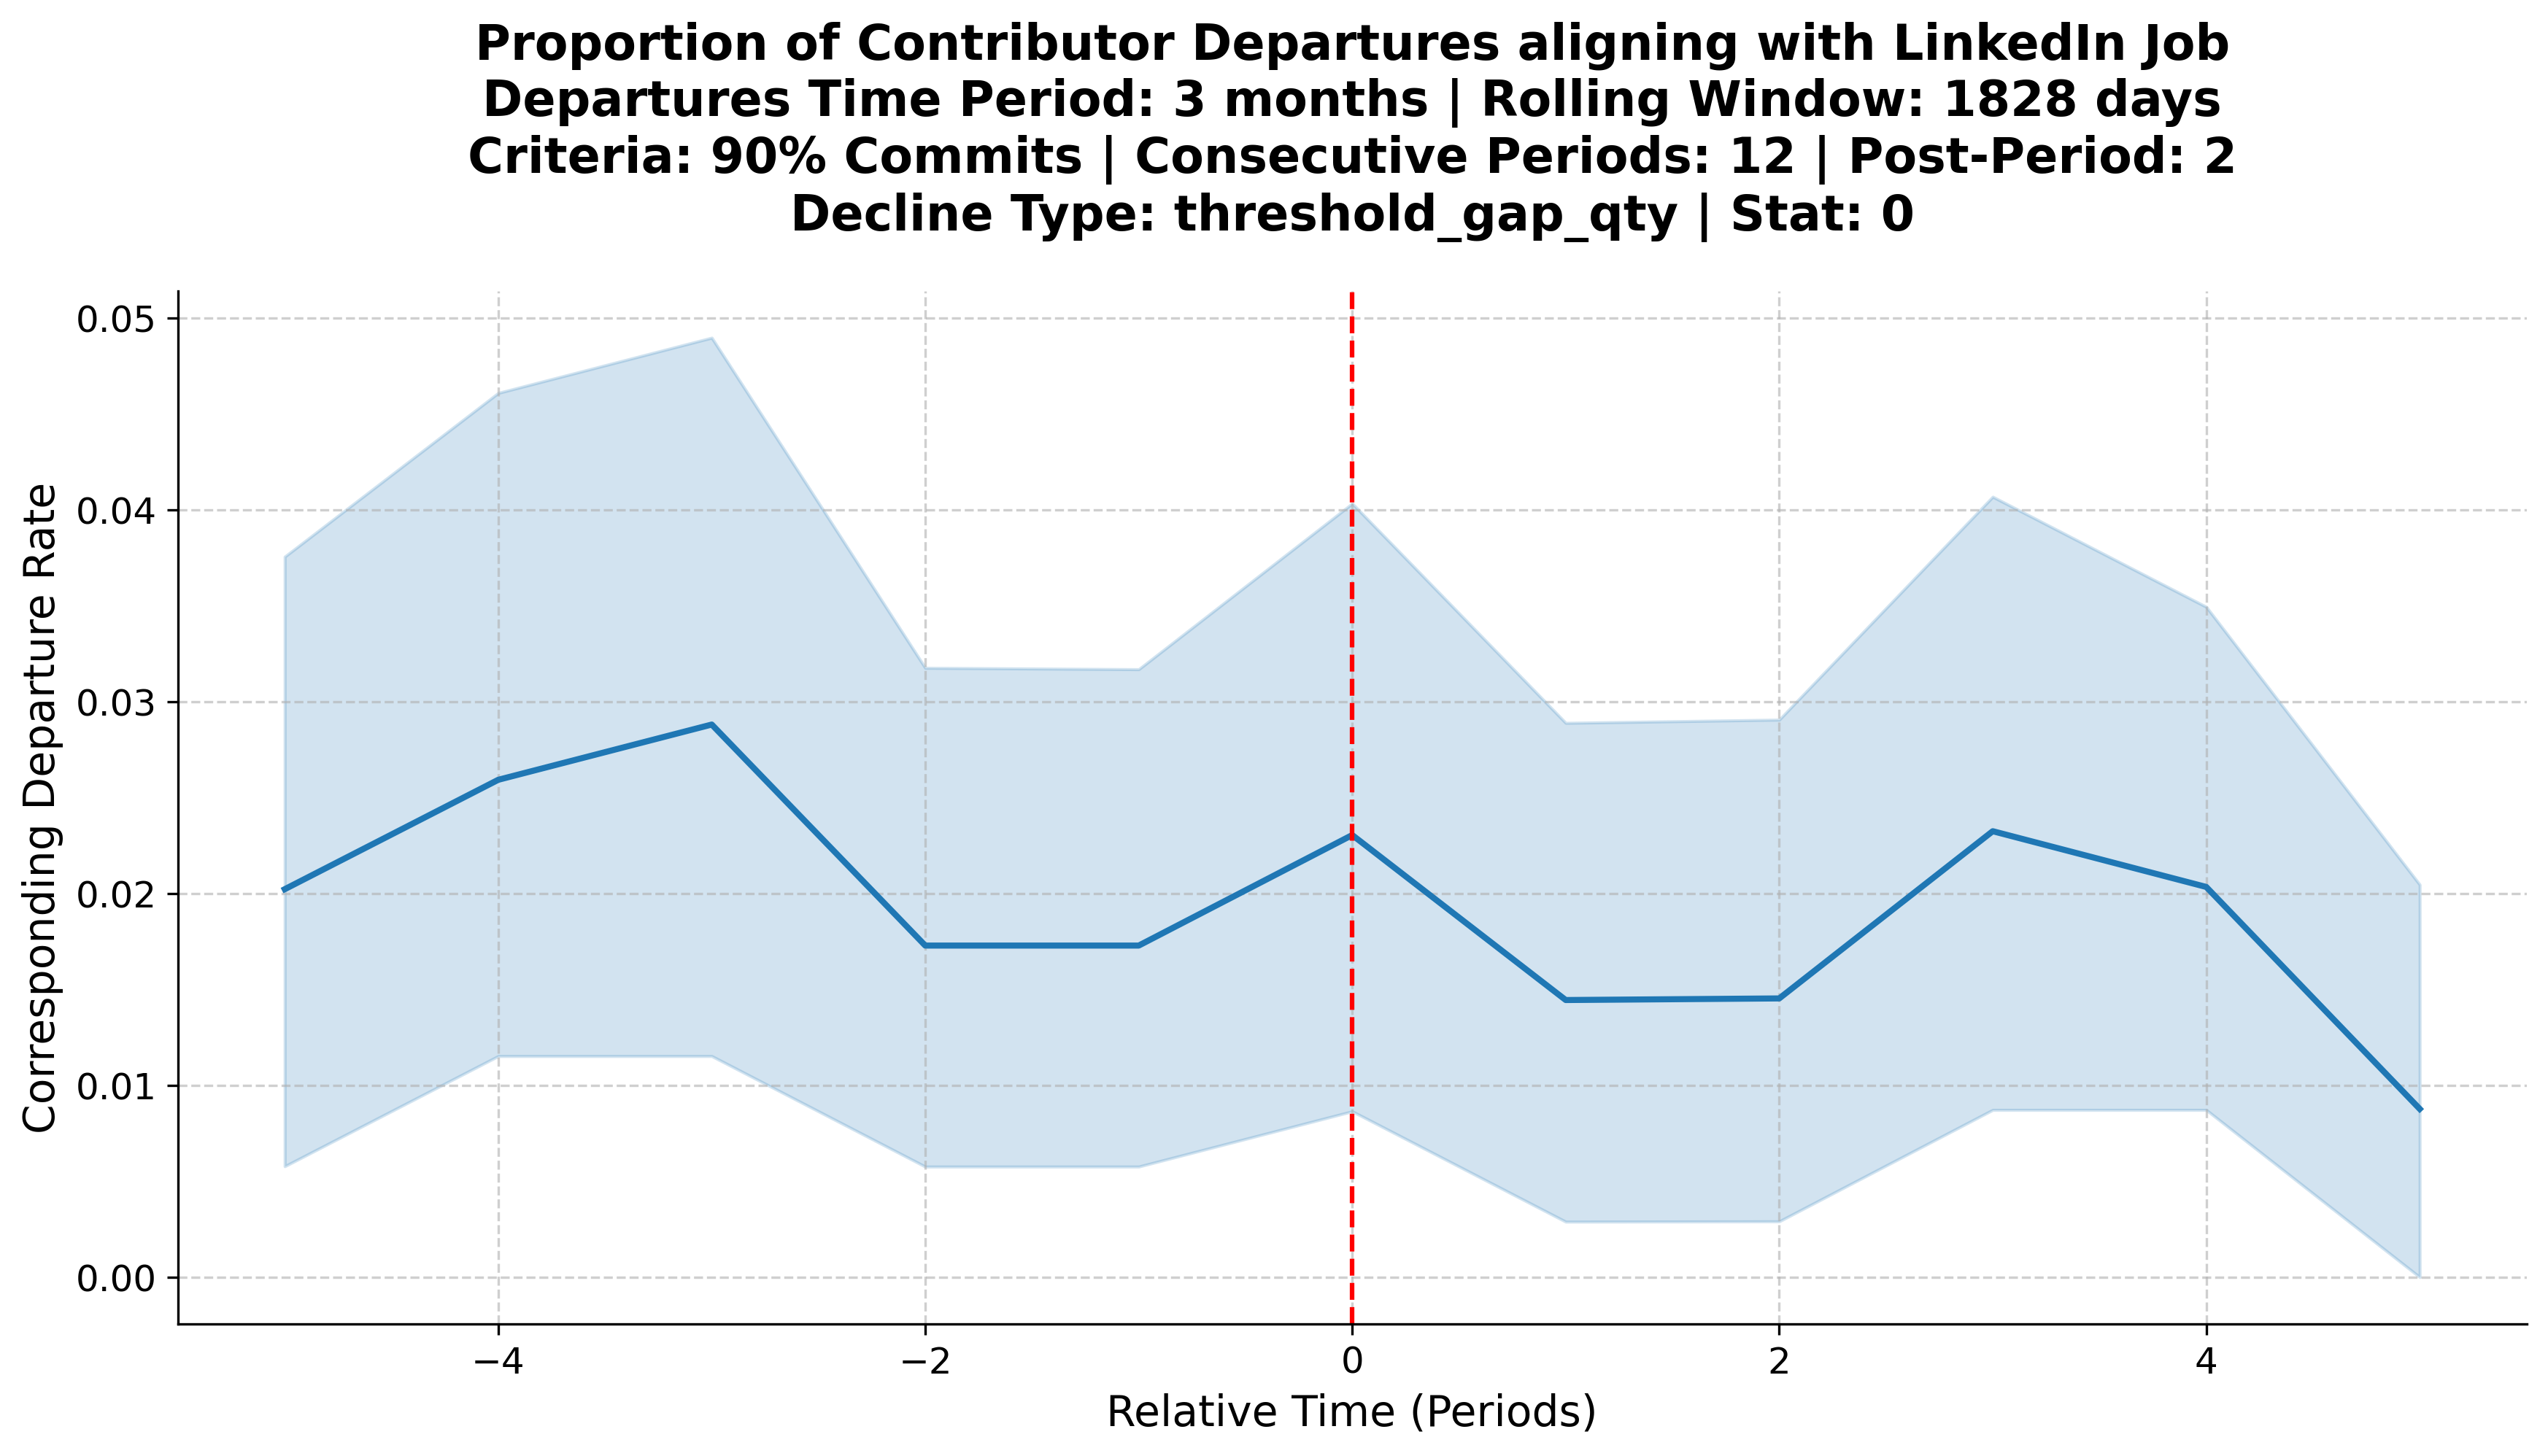 Proportion of Contributor Departures aligning with LinkedIn Job
Departures Time Period: 3 months | Rolling Window: 1828 days
Criteria: 90% Commits | Consecutive Periods: 12 | Post-Period: 2
Decline Type: threshold_gap_qty | Stat: 0
Corresponding Departure Rate
0.05
0.04
0.03
0.02
0.01
0.00
−4
−2
0
2
4
Relative Time (Periods)